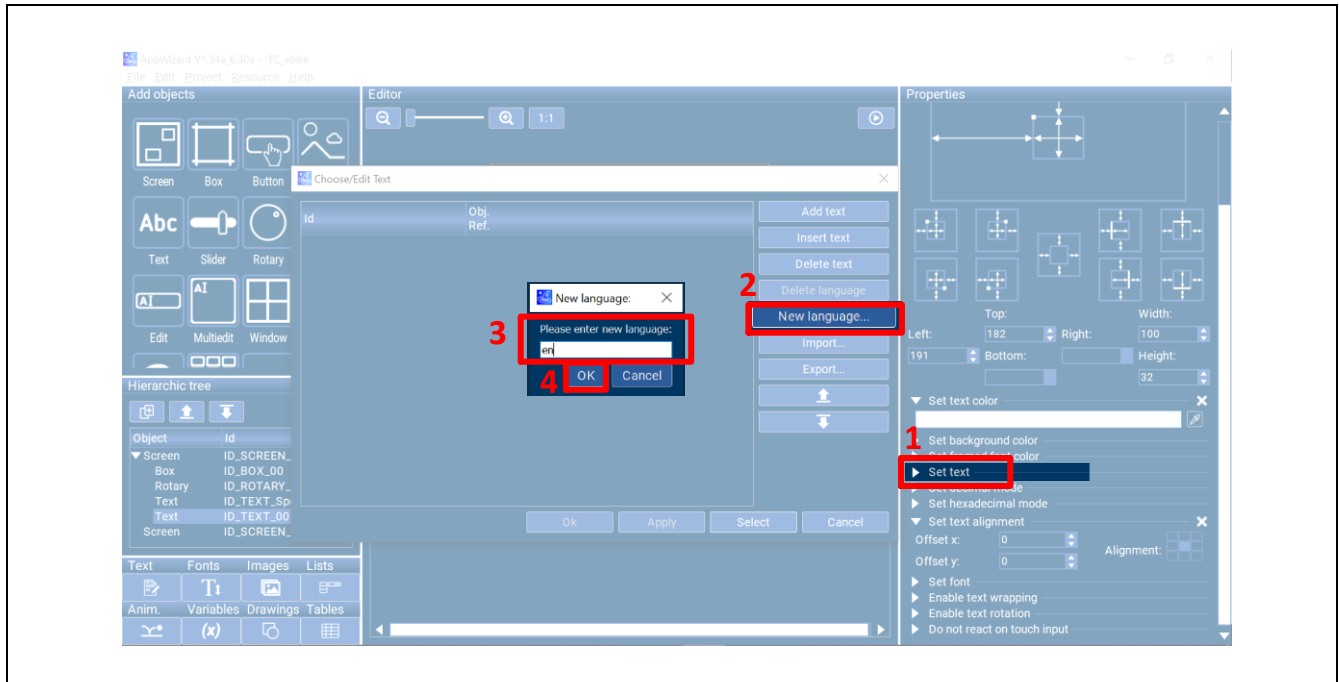 AppWizard V1.34a_6.30a - *EC_ebike
File Edit Project Resource Help
Add objects
Editor
Properties
1:1
Screen Box Button
Choose/Edit Text
Id
Obj.
Ref.
Add text
Insert text
Delete text
Delete language
2
New language...
Import...
Export...
Abc
Text Slider Rotary
AI
AI
Edit Multiedit Window
New language:
3
Please enter new language:
en
4
OK Cancel
Ok Apply Select Cancel
Hierarchic tree
Object Id
Screen ID_SCREEN_
Box ID_BOX_00
Rotary ID_ROTARY_
Text ID_TEXT_Sp
Text ID_TEXT_00
Screen ID_SCREEN_
Text Fonts Images Lists
Anim. Variables Drawings Tables
(x)
Top: Width:
Left: 182 Right: 100
191 Bottom: Height:
32
Set text color
1
Set background color
Set framed font color
Set text
Set decimal mode
Set hexadecimal mode
Set text alignment
Offset x: 0
Alignment:
Offset y: 0
Set font
Enable text wrapping
Enable text rotation
Do not react on touch input